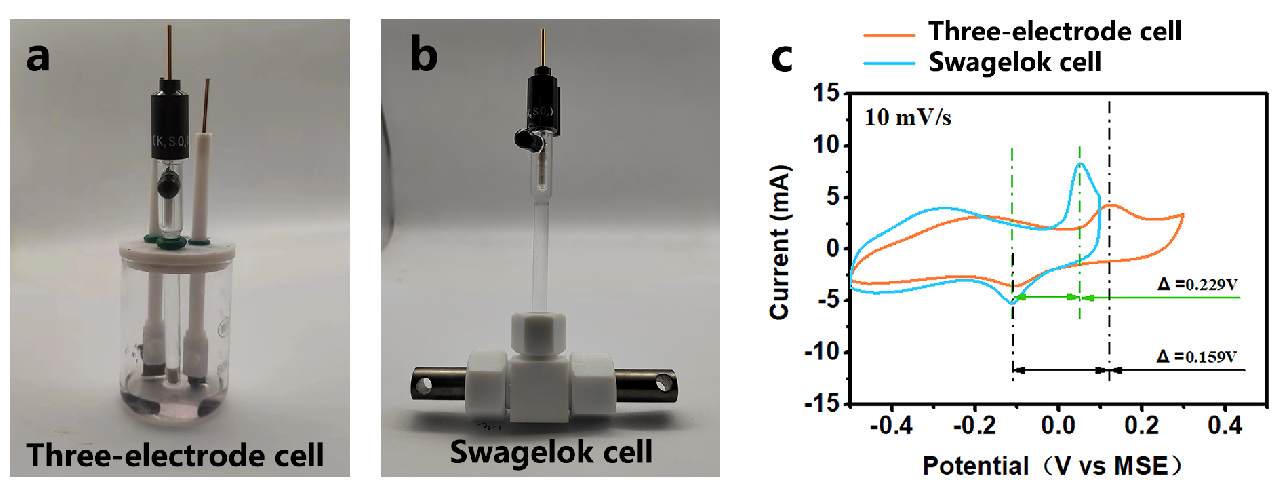 a
(K₂SO₄)
Three-electrode cell
b
Swagelok cell
c
Three-electrode cell
Swagelok cell
10 mV/s
Current (mA)
15
10
5
0
-5
-10
-15
Δ =0.229V
Δ =0.159V
-0.4
-0.2
0.0
0.2
0.4
Potential（V vs MSE）